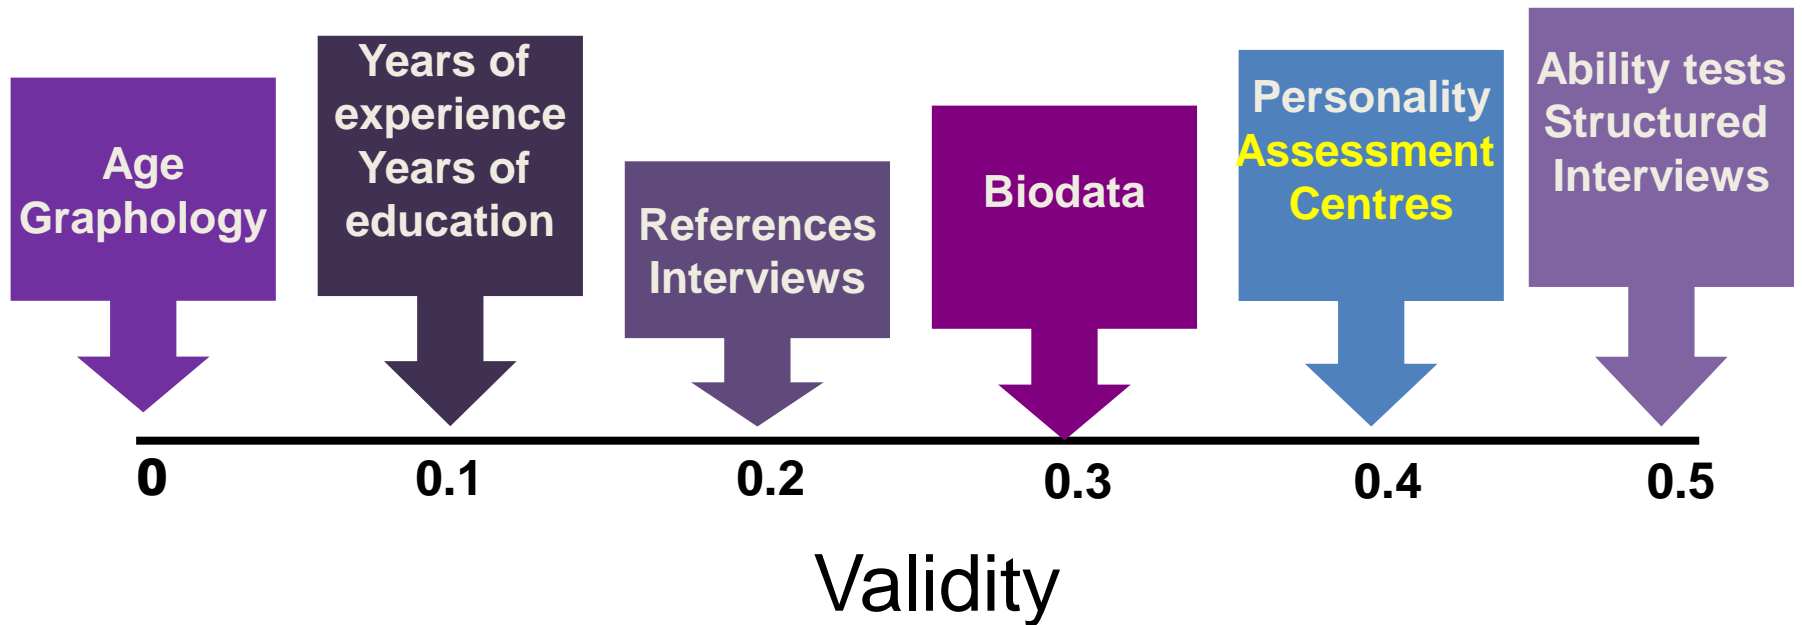 Age
Graphology
Years of
experience
Years of
education
References
Interviews
Biodata
Personality
Assessment
Centres
Ability tests
Structured
Interviews
0
0.1
0.2
0.3
0.4
0.5
Validity